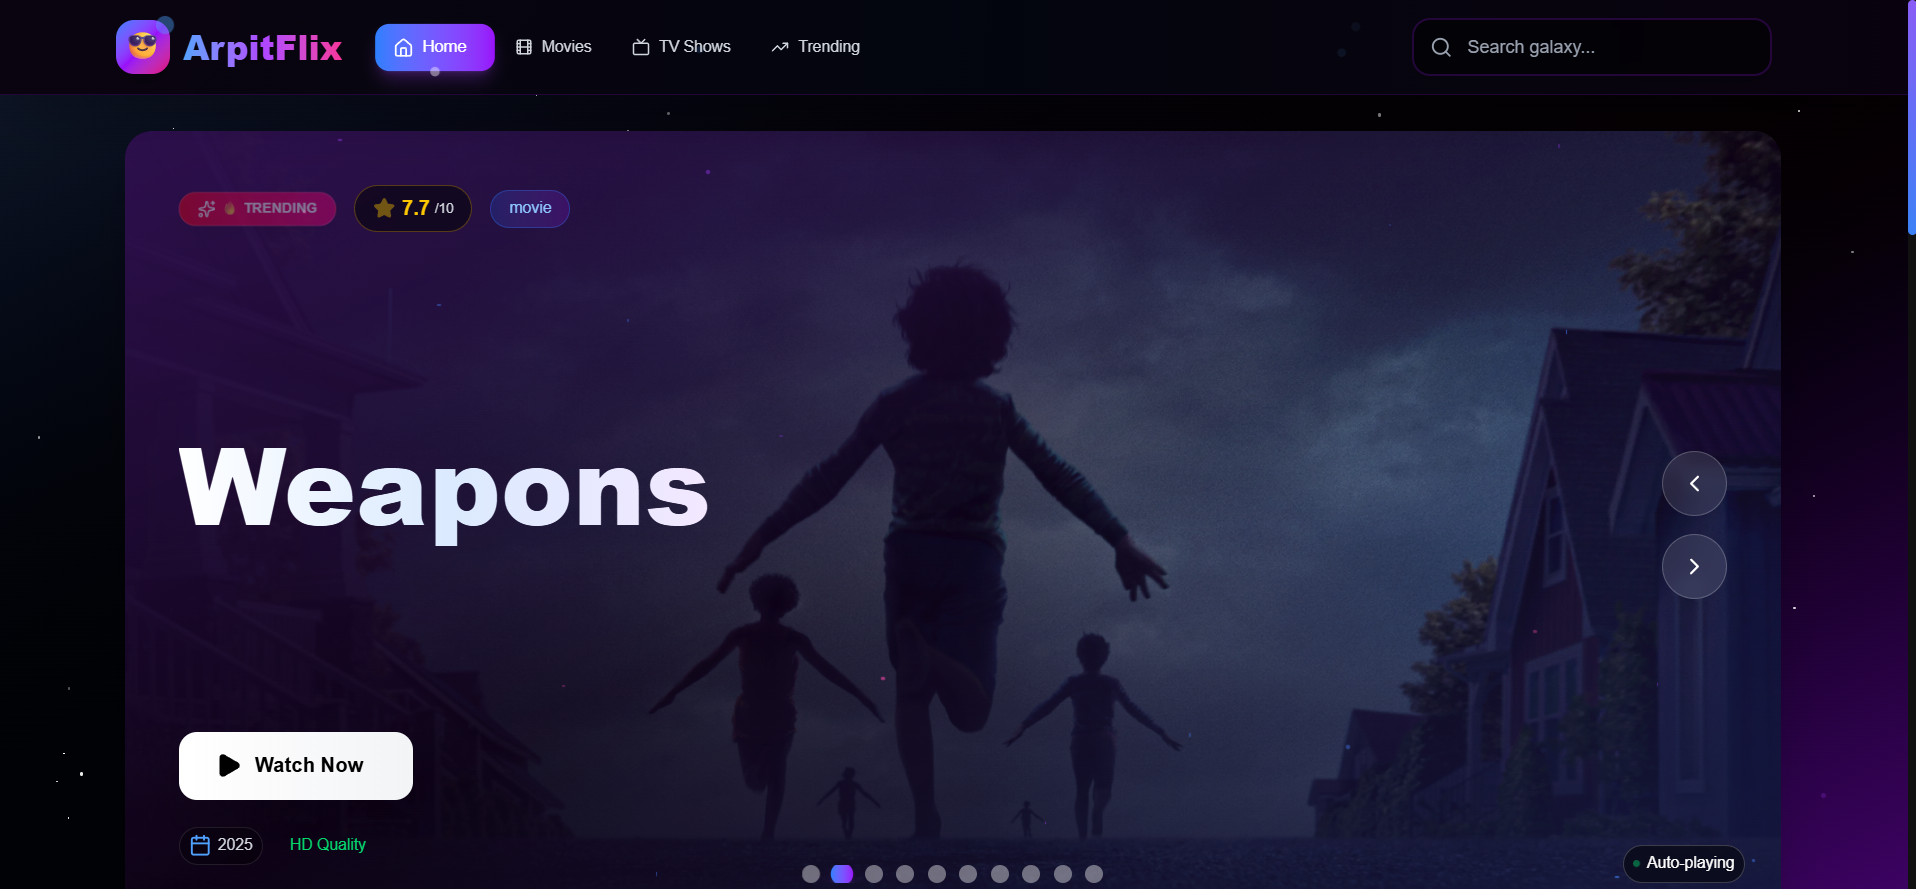 ArpitFlix
Home
Movies
TV Shows
Trending
Search galaxy...
TRENDING
7.7 /10
movie
Weapons
Watch Now
2025
HD Quality
Auto-playing